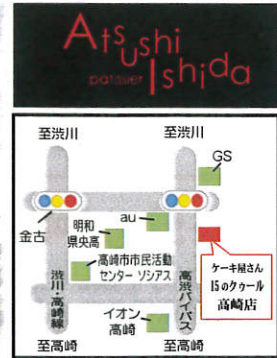 Atsushi
patissier
Ishida
至渋川
至渋川
GS
金古
au
明和
県央高
高崎市市民活動
センター ソシアス
渋川・高崎線
高渋バイパス
ケーキ屋さん
15のクゥール
高崎店
イオン
高崎
至高崎
至高崎